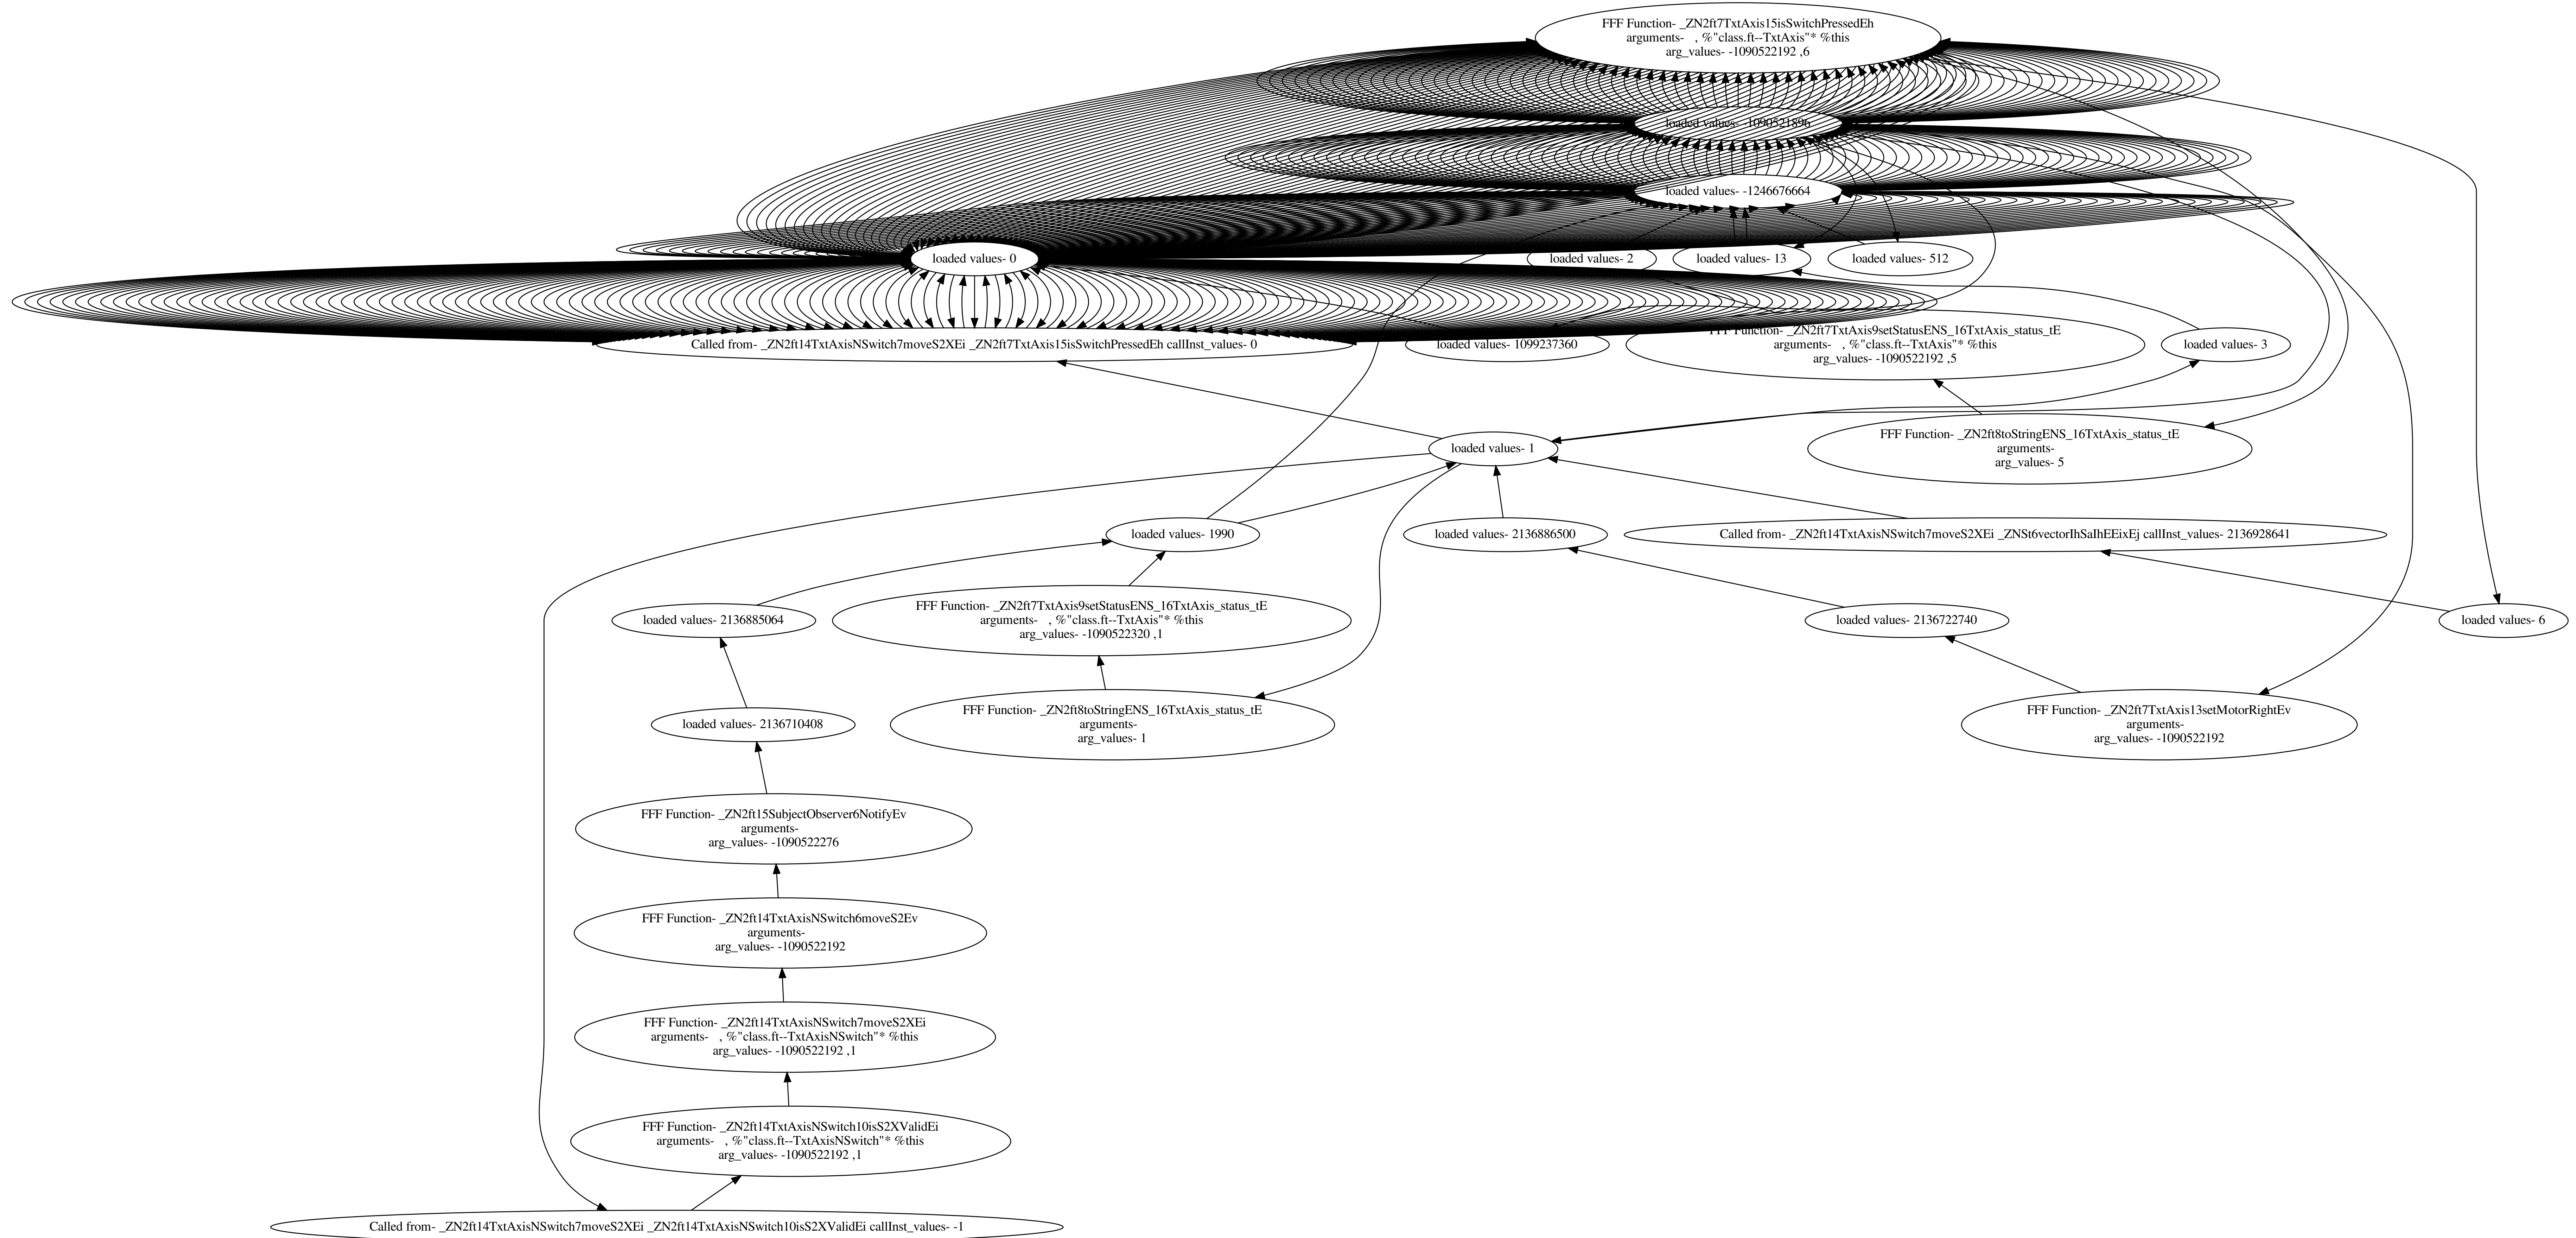 FFF Function- _ZN2ft7TxtAxis15isSwitchPressedEh
arguments-   , %"class.ft--TxtAxis"* %this
arg_values- -1090522192 ,6
loaded values- -1090521896
loaded values- -1246676664
loaded values- 0
loaded values- 2
loaded values- 13
loaded values- 512
Called from- _ZN2ft14TxtAxisNSwitch7moveS2XEi _ZN2ft7TxtAxis15isSwitchPressedEh callInst_values- 0
loaded values- 1099237360
FFF Function- _ZN2ft7TxtAxis9setStatusENS_16TxtAxis_status_tE
arguments-   , %"class.ft--TxtAxis"* %this
arg_values- -1090522192 ,5
loaded values- 3
loaded values- 1
FFF Function- _ZN2ft8toStringENS_16TxtAxis_status_tE
arguments-
arg_values- 5
loaded values- 1990
loaded values- 2136886500
Called from- _ZN2ft14TxtAxisNSwitch7moveS2XEi _ZNSt6vectorIhSaIhEEixEj callInst_values- 2136928641
loaded values- 2136885064
FFF Function- _ZN2ft7TxtAxis9setStatusENS_16TxtAxis_status_tE
arguments-   , %"class.ft--TxtAxis"* %this
arg_values- -1090522320 ,1
loaded values- 2136722740
loaded values- 6
loaded values- 2136710408
FFF Function- _ZN2ft8toStringENS_16TxtAxis_status_tE
arguments-
arg_values- 1
FFF Function- _ZN2ft7TxtAxis13setMotorRightEv
arguments-
arg_values- -1090522192
FFF Function- _ZN2ft15SubjectObserver6NotifyEv
arguments-
arg_values- -1090522276
FFF Function- _ZN2ft14TxtAxisNSwitch6moveS2Ev
arguments-
arg_values- -1090522192
FFF Function- _ZN2ft14TxtAxisNSwitch7moveS2XEi
arguments-   , %"class.ft--TxtAxisNSwitch"* %this
arg_values- -1090522192 ,1
FFF Function- _ZN2ft14TxtAxisNSwitch10isS2XValidEi
arguments-   , %"class.ft--TxtAxisNSwitch"* %this
arg_values- -1090522192 ,1
Called from- _ZN2ft14TxtAxisNSwitch7moveS2XEi _ZN2ft14TxtAxisNSwitch10isS2XValidEi callInst_values- -1